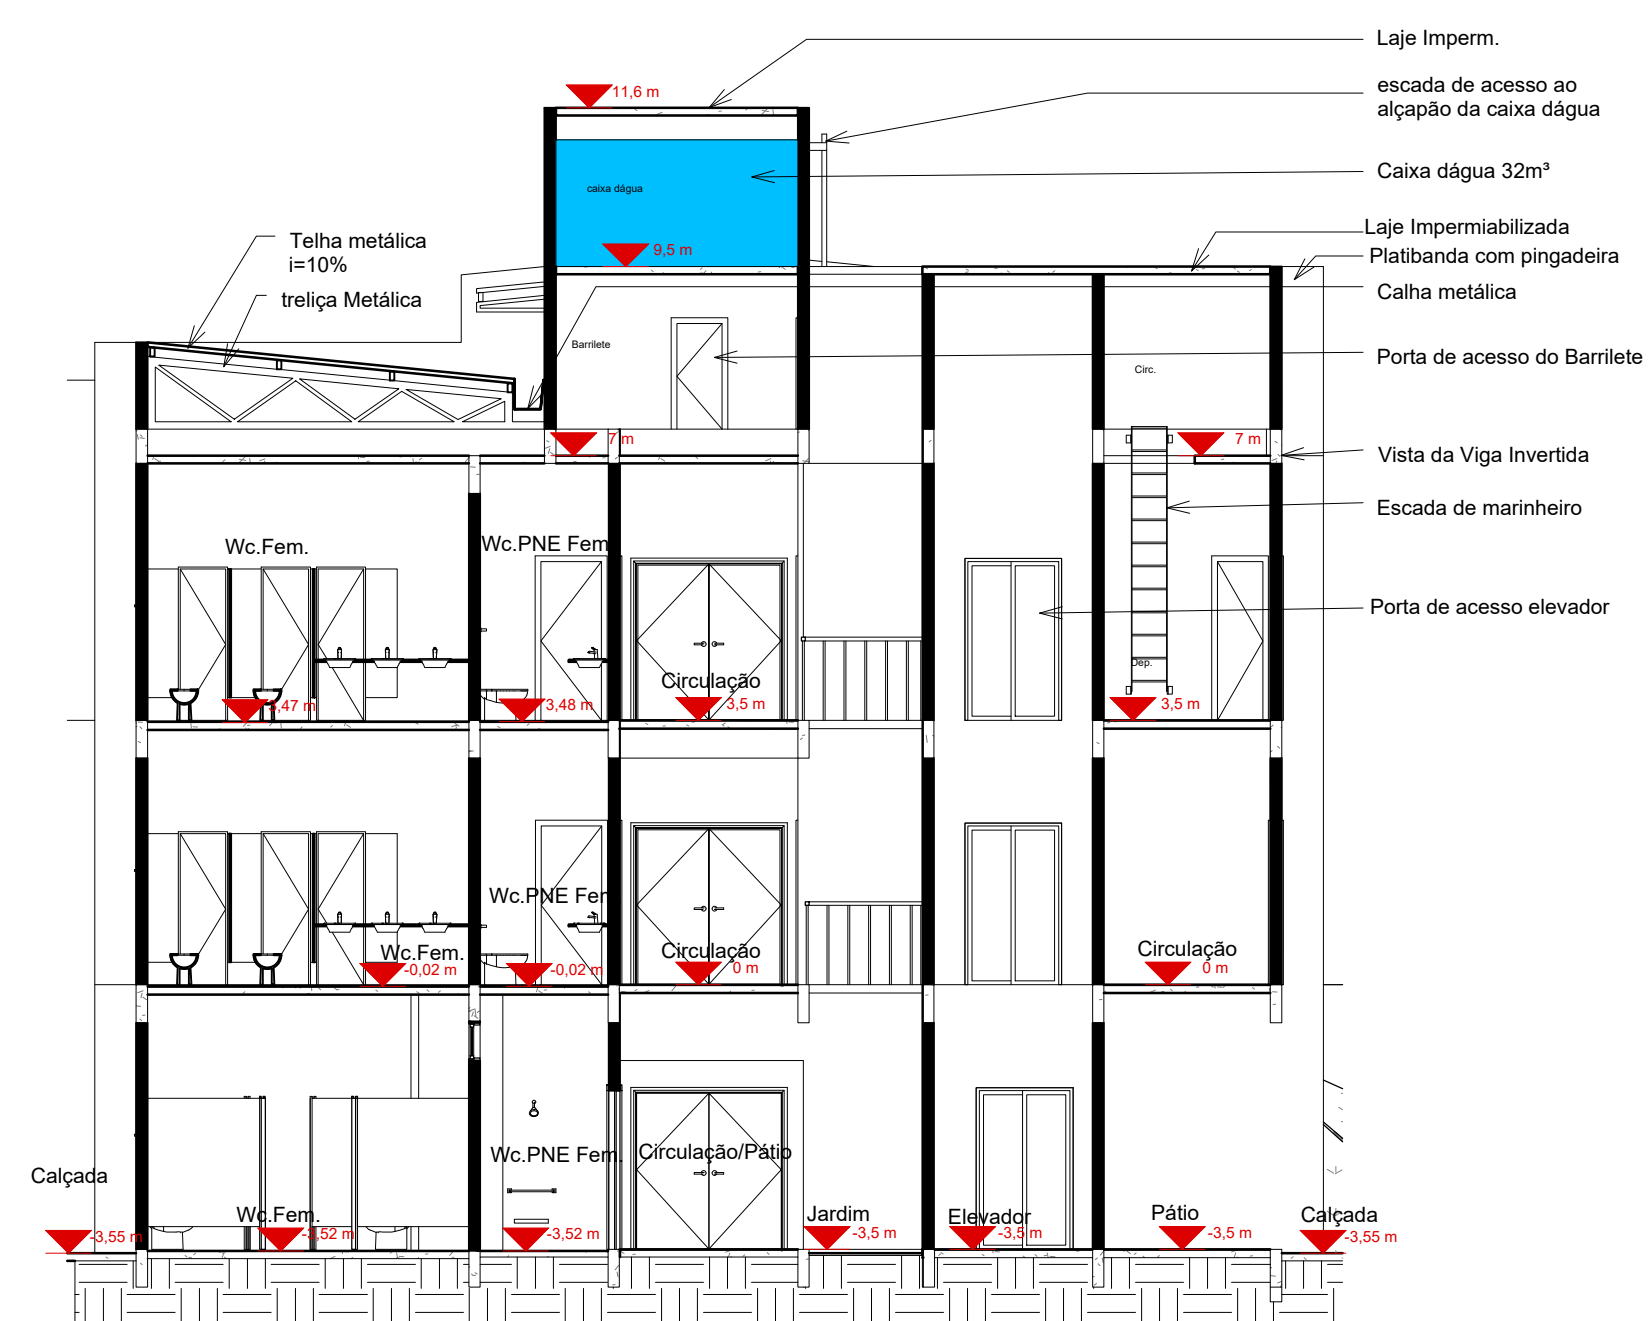 Laje Imperm.
11,6 m
escada de acesso ao
alçapão da caixa dágua
Caixa dágua 32m³
caixa dágua
Laje Impermiabilizada
Telha metálica
i=10%
9,5 m
Platibanda com pingadeira
treliça Metálica
Calha metálica
Barrilete
Porta de acesso do Barrilete
Circ.
7 m
7 m
Vista da Viga Invertida
Escada de marinheiro
Wc.Fem.
Wc.PNE Fem
Porta de acesso elevador
Dep.
Circulação
3,47 m
3,48 m
3,5 m
3,5 m
Wc.PNE Fem
Wc.Fem.
Circulação
Circulação
-0,02 m
-0,02 m
0 m
0 m
Wc.PNE Fem.
Circulação/Pátio
Calçada
Wc.Fem.
Jardim
Elevador
Pátio
Calçada
-3,55 m
-3,52 m
-3,52 m
-3,5 m
-3,5 m
-3,5 m
-3,55 m